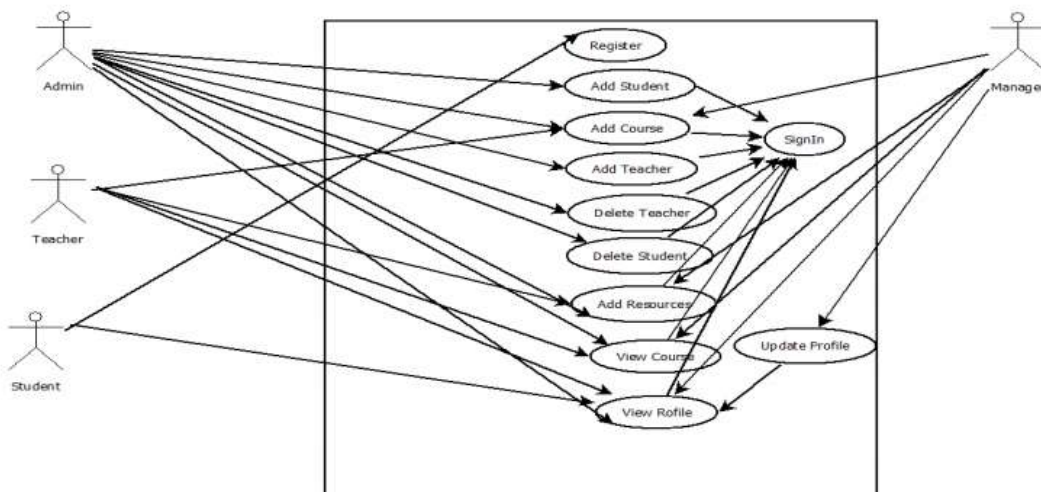 Admin
Teacher
Student
Register
Add Student
Add Course
Add Teacher
Delete Teacher
Delete Student
Add Resources
View Course
View Rofile
SignIn
Update Profile
Manage